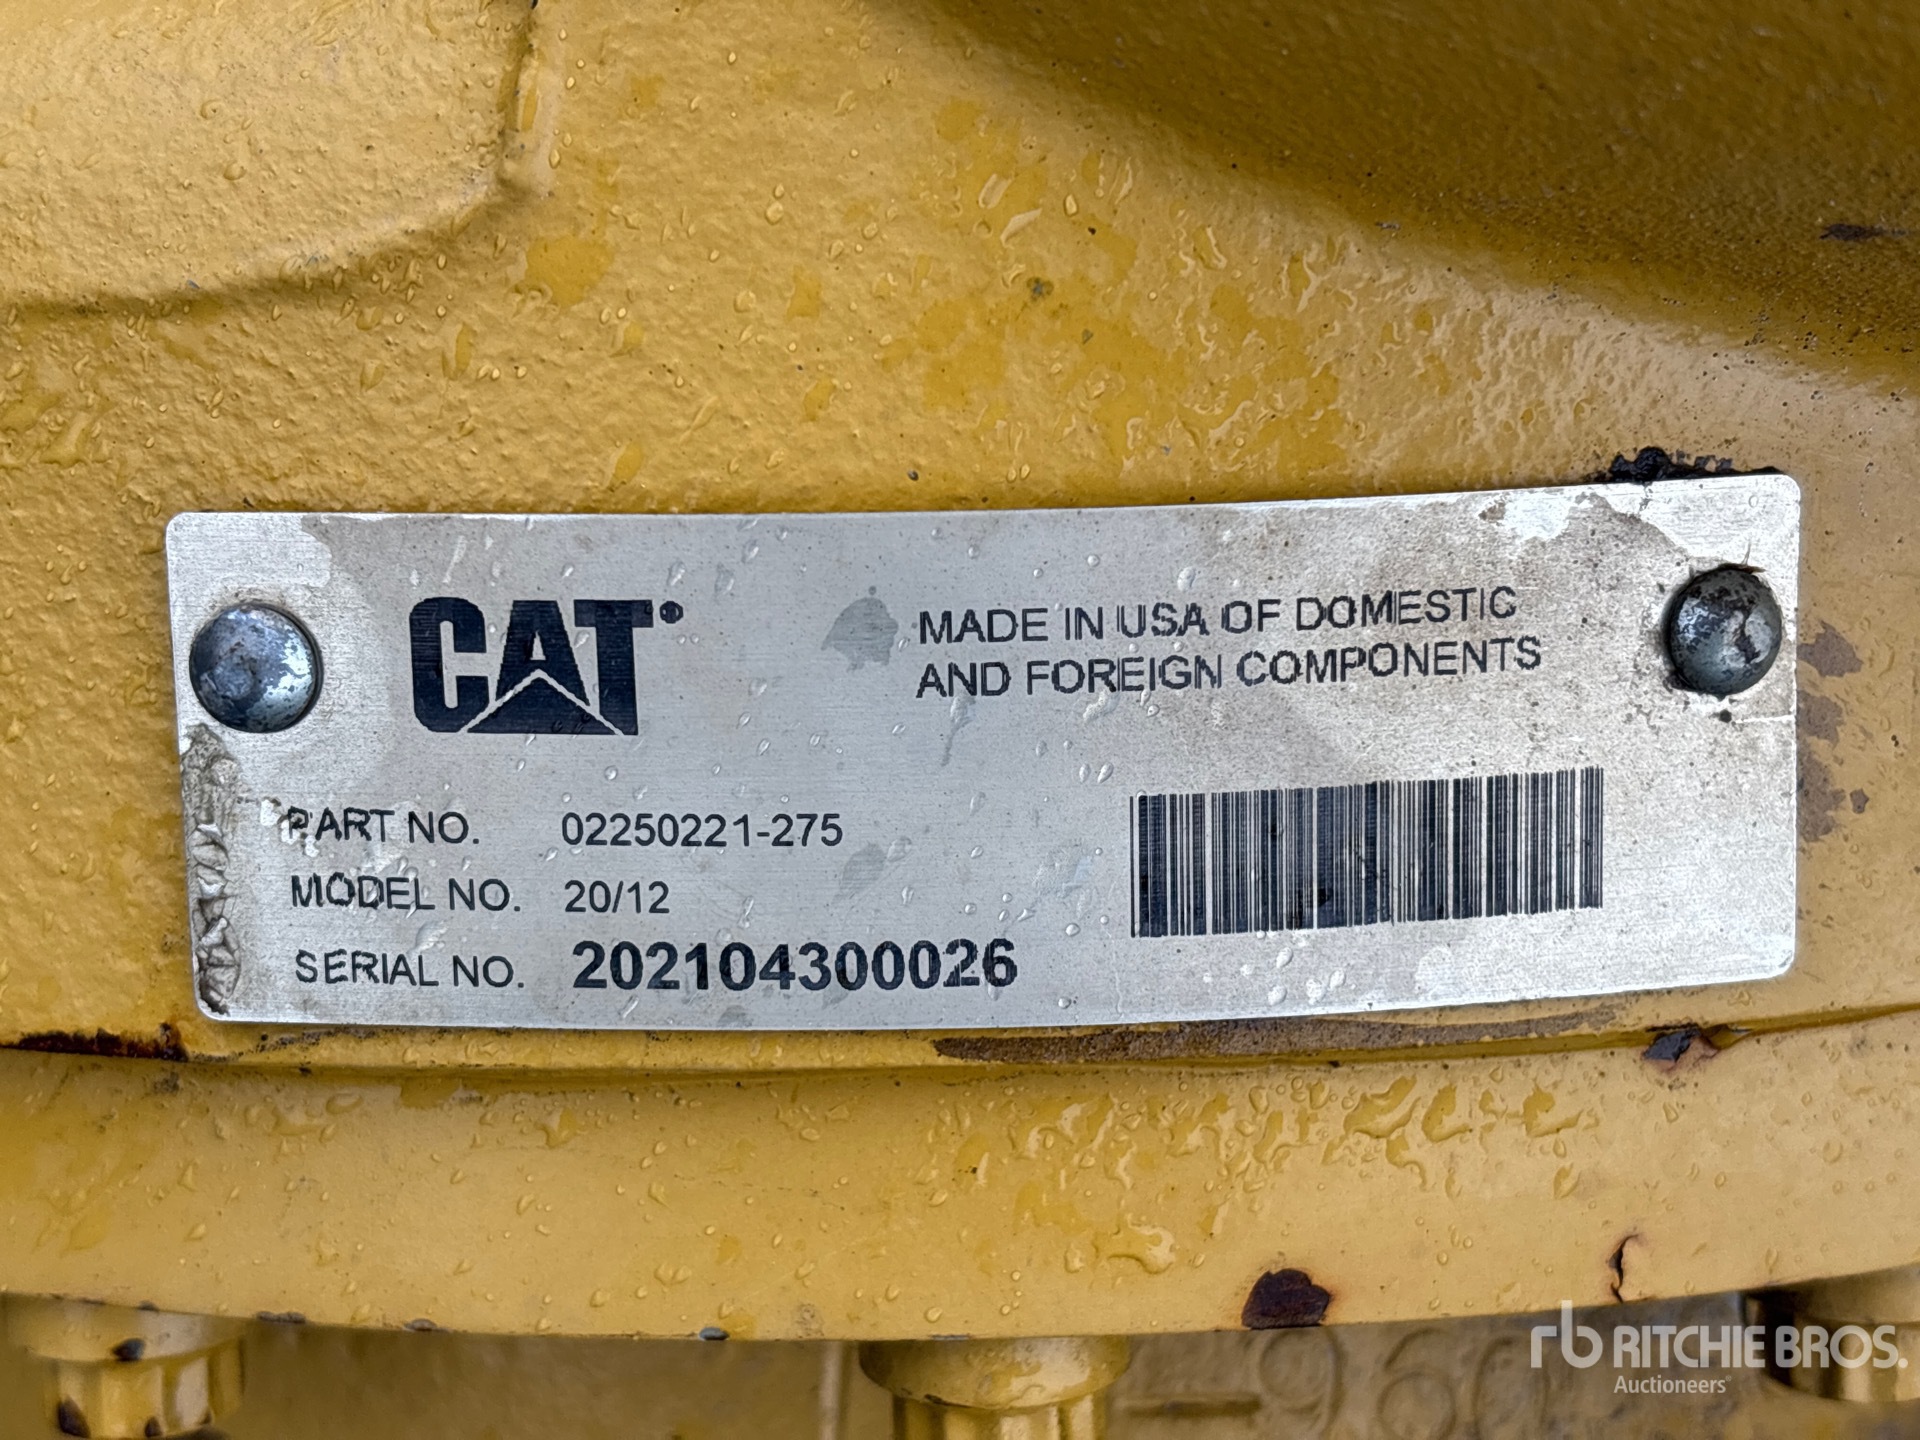 CAT®
MADE IN USA OF DOMESTIC
AND FOREIGN COMPONENTS
PART NO. 02250221-275
MODEL NO. 20/12
SERIAL NO. 202104300026
rb RITCHIE BROS.
Auctioneers